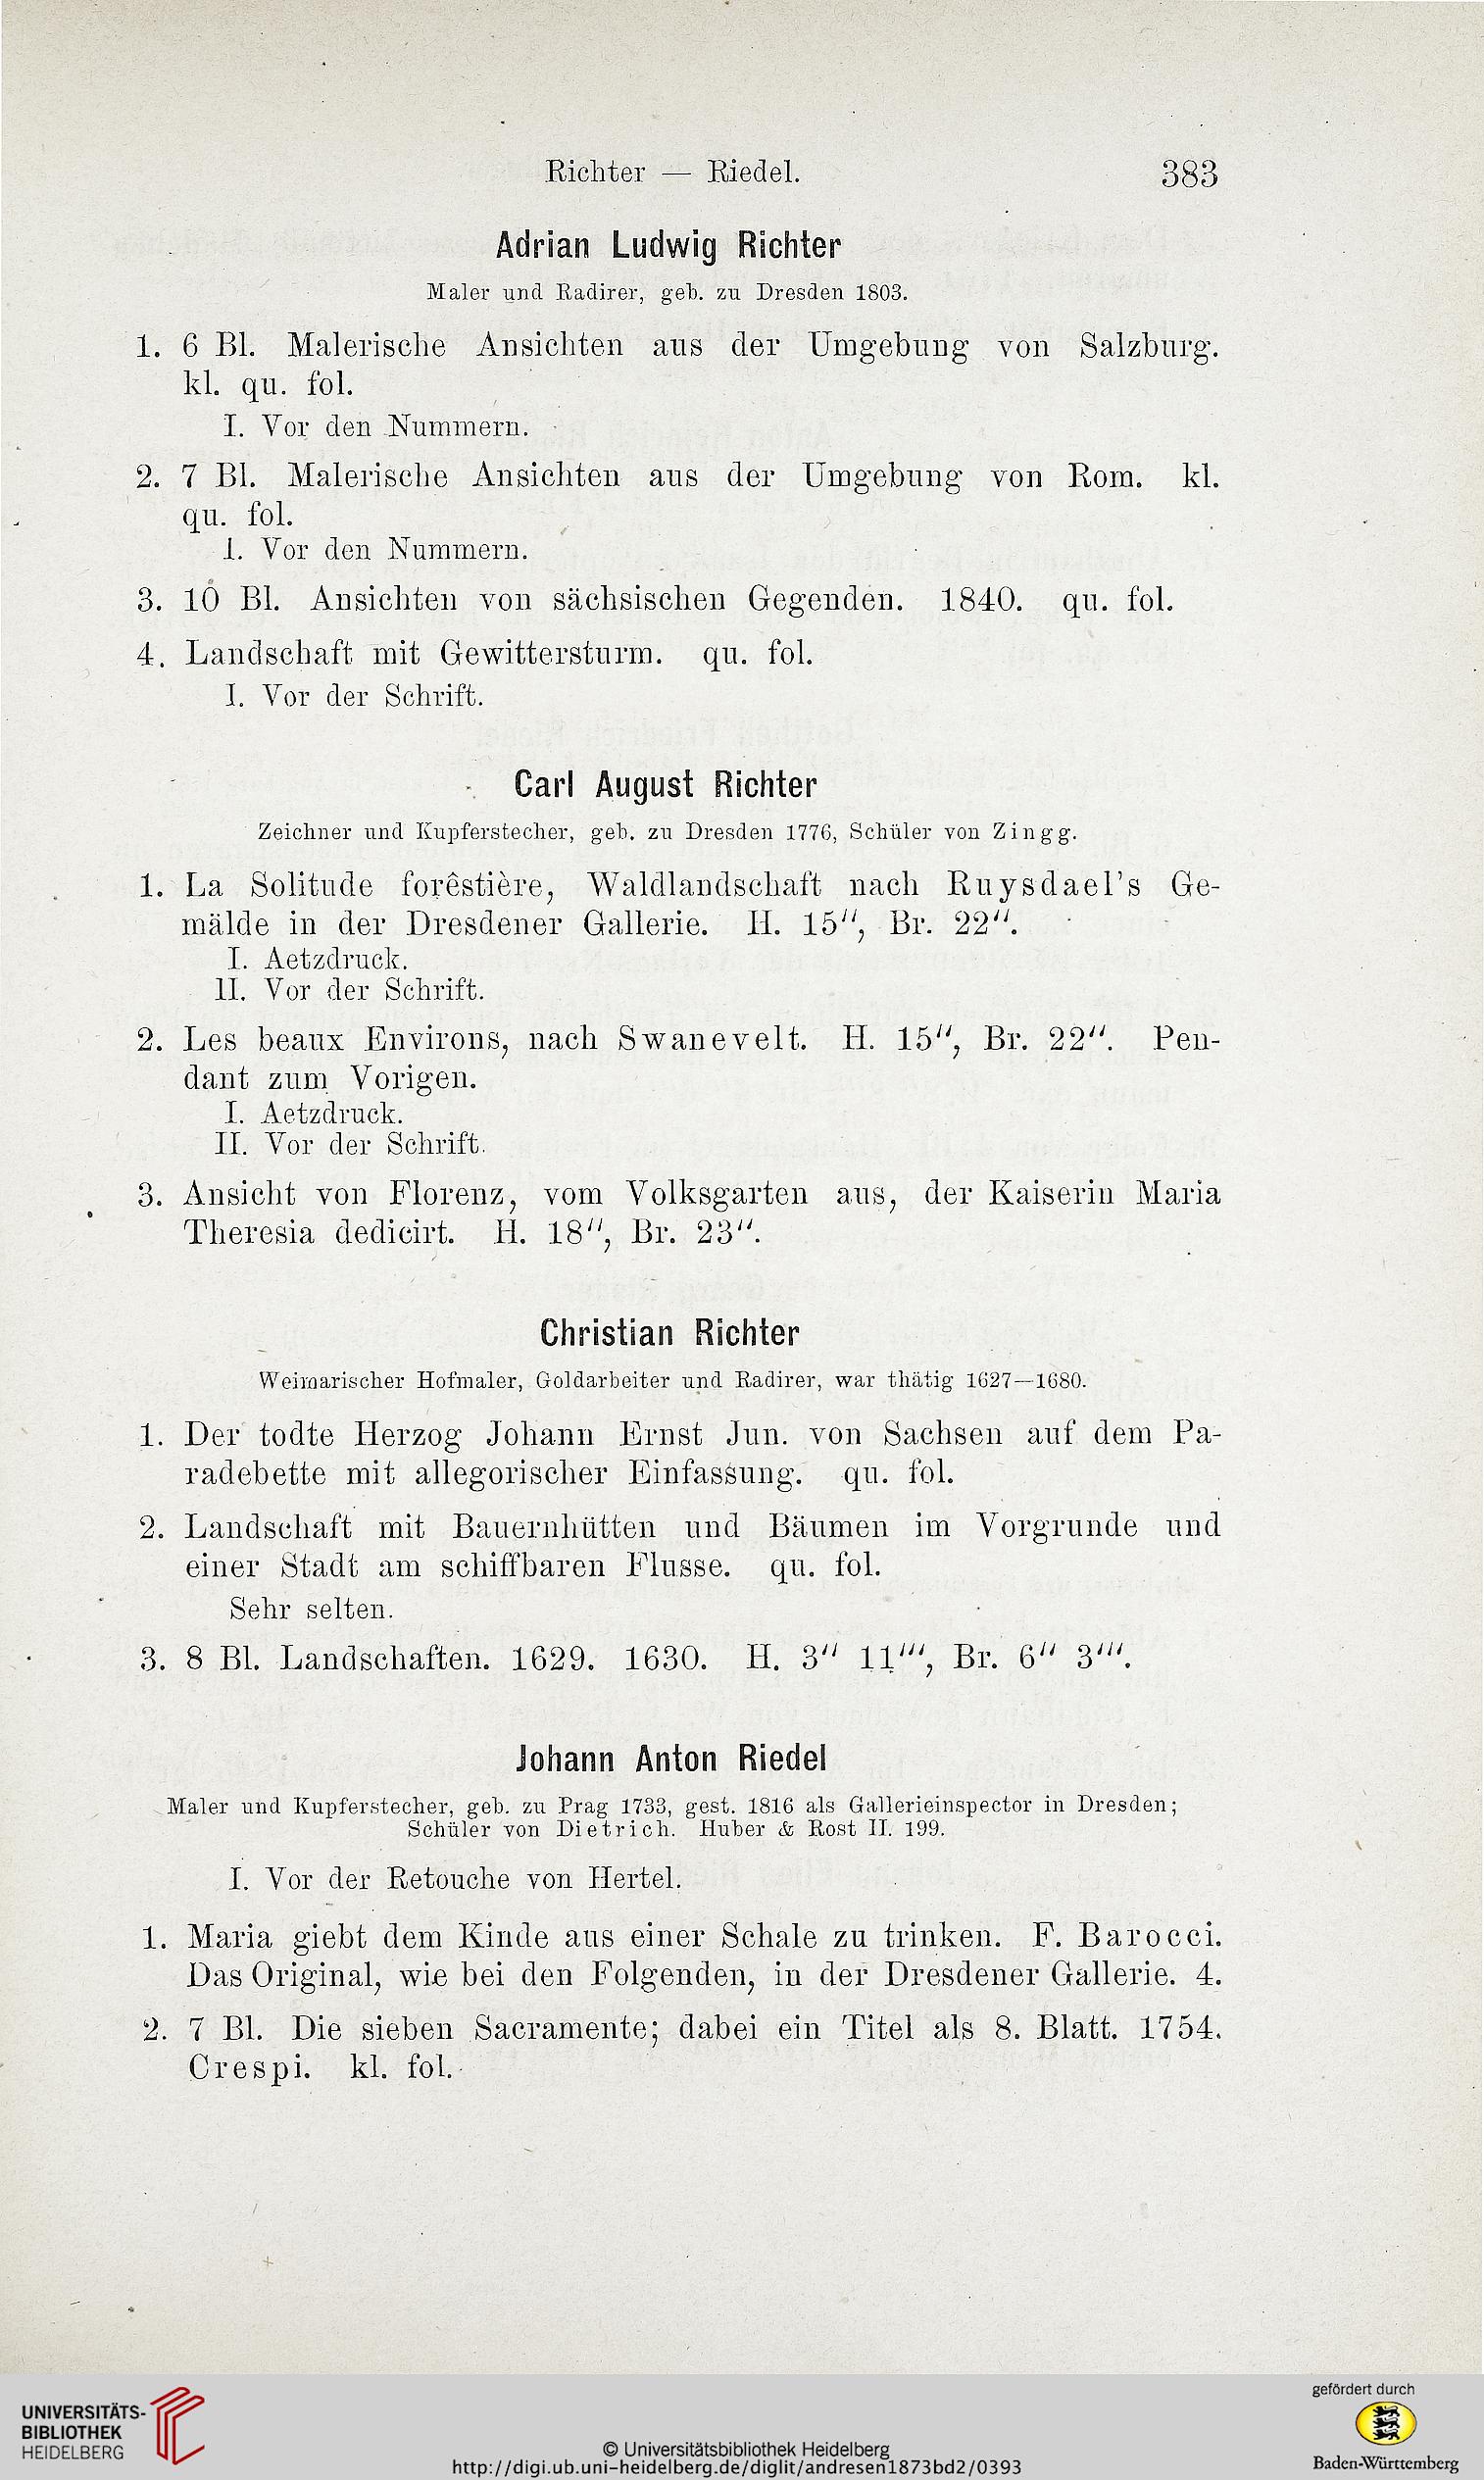 Richter — Riedel. 383
Adrian Ludwig Richter
Maler und Radirer, geb. zu Dresden 1803.
1. 6 Bl. Malerische Ansichten aus der Umgebung von Salzburg.
kl. qu. fol.
I. Vor den Nummern.
2. 7 Bl. Malerische Ansichten aus der Umgebung von Rom. kl.
qu. fol.
I. Vor den Nummern.
3. 10 Bl. Ansichten von sächsischen Gegenden. 1840. qu. fol.
4. Landschaft mit Gewittersturm. qu. fol.
I. Vor der Schrift.
Carl August Richter
Zeichner und Kupferstecher, geb. zu Dresden 1776, Schüler von Zingg.
1. La Solitude forêstière, Waldlandschaft nach Ruysdael's Ge-
mälde in der Dresdener Gallerie. H. 15", Br. 22".
I. Aetzdruck.
II. Vor der Schrift.
2. Les beaux Environs, nach Swanevelt. H. 15", Br. 22". Pen-
dant zum Vorigen.
I. Aetzdruck.
II. Vor der Schrift.
3. Ansicht von Florenz, vom Volksgarten aus, der Kaiserin Maria
Theresia dedicirt. H. 18", Br. 23".
Christian Richter
Weimarischer Hofmaler, Goldarbeiter und Radirer, war thätig 1627—1680.
1. Der todte Herzog Johann Ernst Jun. von Sachsen auf dem Pa-
radebette mit allegorischer Einfassung. qu. fol.
2. Landschaft mit Bauernhütten und Bäumen im Vorgrunde und
einer Stadt am schiffbaren Flusse. qu. fol.
Sehr selten.
3. 8 Bl. Landschaften. 1629. 1630. H. 3" 11"', Br. 6" 3"'.
Johann Anton Riedel
Maler und Kupferstecher, geb. zu Prag 1733, gest. 1816 als Gallerieinspector in Dresden;
Schüler von Dietrich. Huber & Rost II. 199.
I. Vor der Retouche von Hertel.
1. Maria giebt dem Kinde aus einer Schale zu trinken. F. Barocci.
Das Original, wie bei den Folgenden, in der Dresdener Gallerie. 4.
2. 7 Bl. Die sieben Sacramente; dabei ein Titel als 8. Blatt. 1754.
Crespi. kl. fol.
UNIVERSITÄTS-
BIBLIOTHEK
HEIDELBERG
© Universitätsbibliothek Heidelberg
http://digi.ub.uni-heidelberg.de/diglit/andresen1873bd2/0393
gefördert durch
Baden-Württemberg